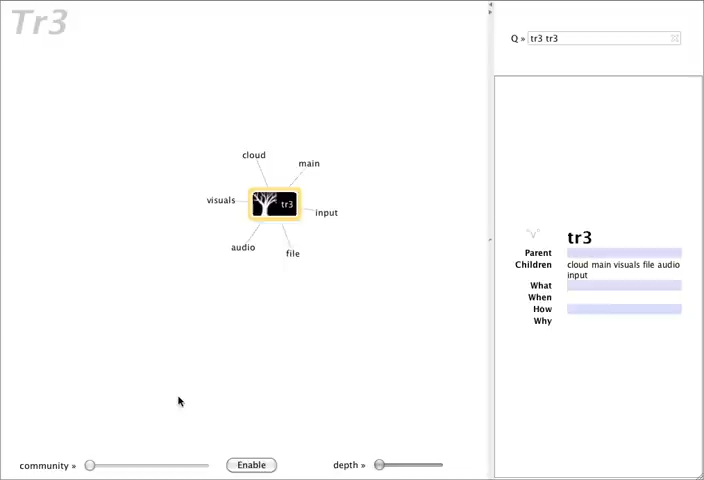 Tr3
Q » tr3 tr3
cloud
main
visuals
tr3
input
audio
file
"v"
tr3
Parent
Children cloud main visuals file audio
input
What
When
How
Why
community »
Enable
depth »